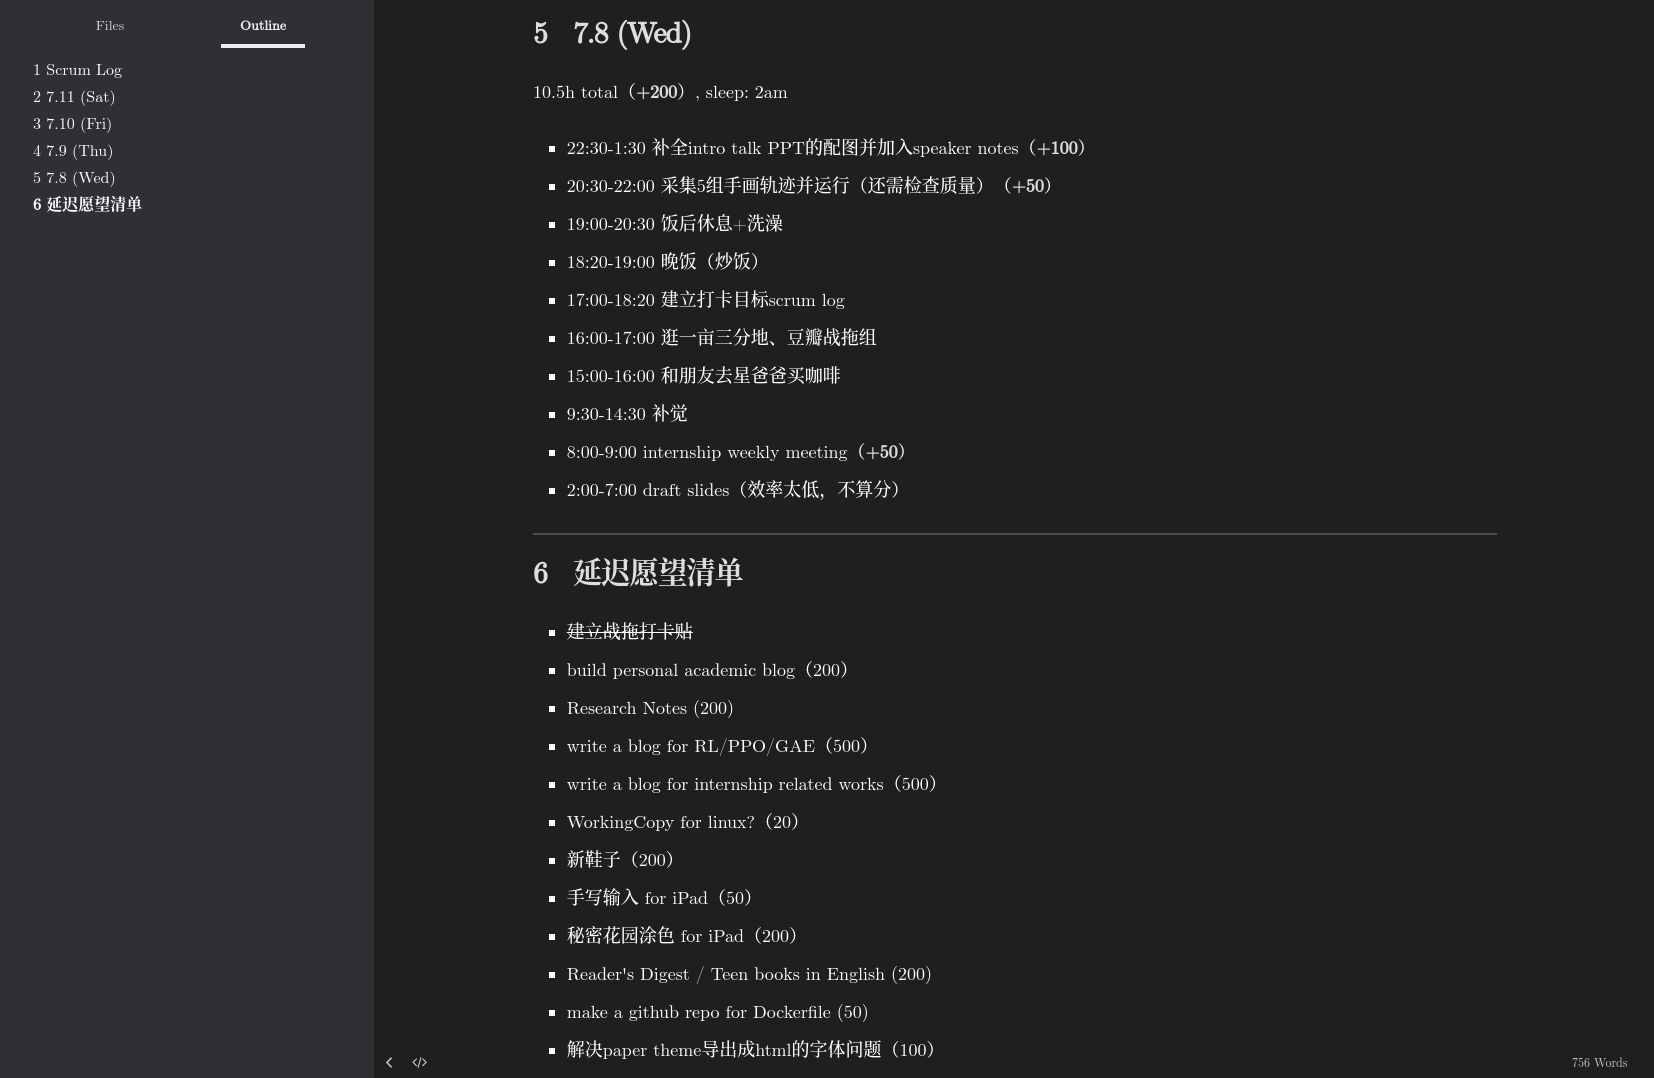 Files
Outline
1 Scrum Log
2 7.11 (Sat)
3 7.10 (Fri)
4 7.9 (Thu)
5 7.8 (Wed)
6 延迟愿望清单
5 7.8 (Wed)
10.5h total（+200）, sleep: 2am
22:30-1:30 补全intro talk PPT的配图并加入speaker notes（+100）
20:30-22:00 采集5组手画轨迹并运行（还需检查质量）（+50）
19:00-20:30 饭后休息+洗澡
18:20-19:00 晚饭（炒饭）
17:00-18:20 建立打卡目标scrum log
16:00-17:00 逛一亩三分地、豆瓣战拖组
15:00-16:00 和朋友去星爸爸买咖啡
9:30-14:30 补觉
8:00-9:00 internship weekly meeting（+50）
2:00-7:00 draft slides（效率太低，不算分）
6 延迟愿望清单
建立战拖打卡贴
build personal academic blog（200）
Research Notes (200)
write a blog for RL/PPO/GAE（500）
write a blog for internship related works（500）
WorkingCopy for linux?（20）
新鞋子（200）
手写输入 for iPad（50）
秘密花园涂色 for iPad（200）
Reader's Digest / Teen books in English (200)
make a github repo for Dockerfile (50)
解决paper theme导出成html的字体问题（100）
756 Words